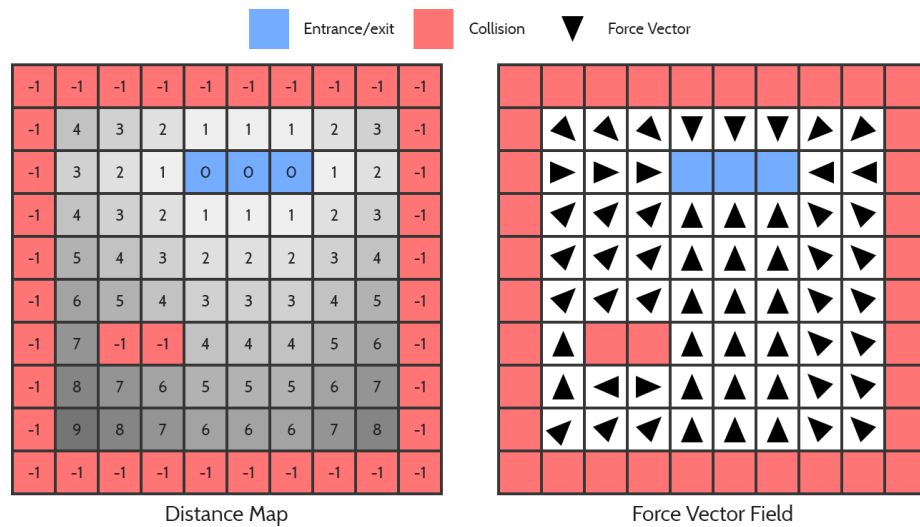 Entrance/exit Collision Force Vector
-1 -1 -1 -1 -1 -1 -1 -1 -1 -1
-1 4 3 2 1 1 1 2 3 -1
-1 3 2 1 0 0 0 1 2 -1
-1 4 3 2 1 1 1 2 3 -1
-1 5 4 3 2 2 2 3 4 -1
-1 6 5 4 3 3 3 4 5 -1
-1 7 -1 -1 4 4 4 5 6 -1
-1 8 7 6 5 5 5 6 7 -1
-1 9 8 7 6 6 6 7 8 -1
-1 -1 -1 -1 -1 -1 -1 -1 -1 -1
Distance Map Force Vector Field